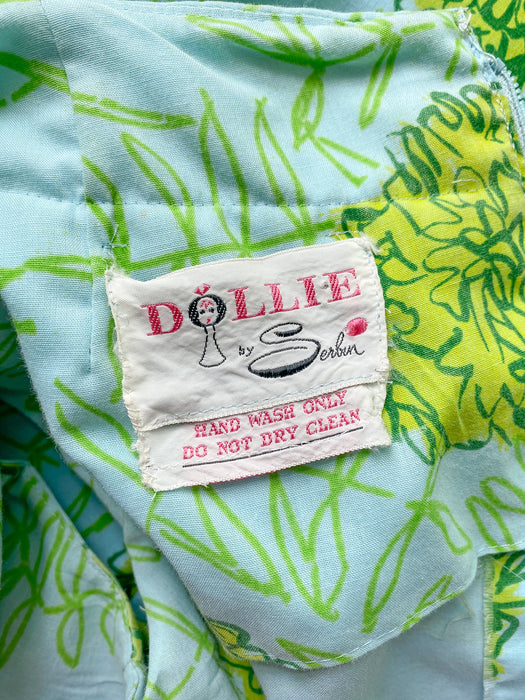 DOLLIE
by Serbin
HAND WASH ONLY
DO NOT DRY CLEAN